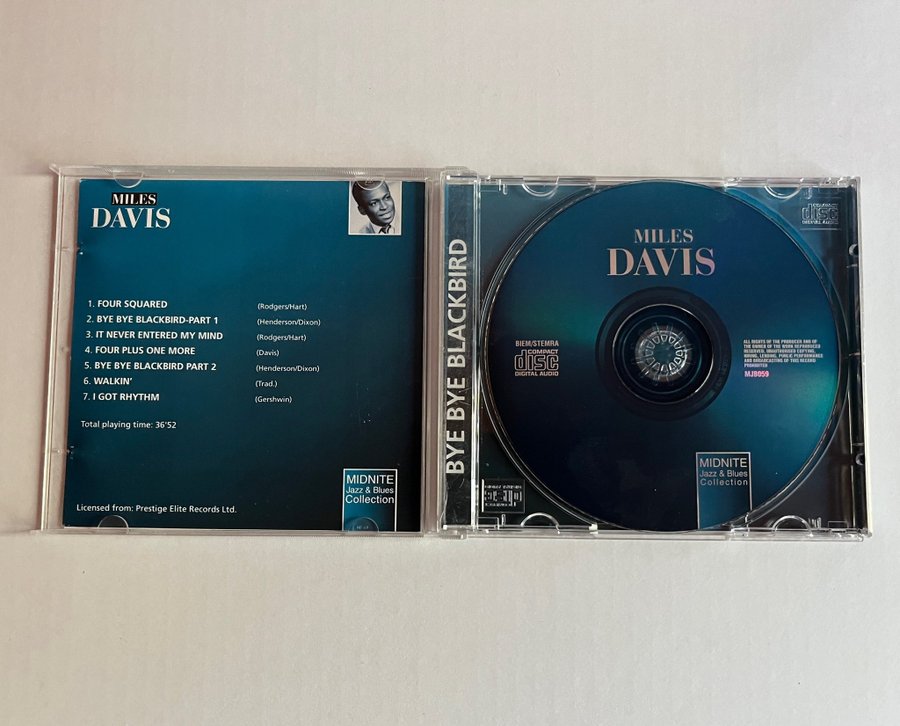 MILES
DAVIS
1. FOUR SQUARED (Rodgers/Hart)
2. BYE BYE BLACKBIRD-PART 1 (Henderson/Dixon)
3. IT NEVER ENTERED MY MIND (Rodgers/Hart)
4. FOUR PLUS ONE MORE (Davis)
5. BYE BYE BLACKBIRD PART 2 (Henderson/Dixon)
6. WALKIN' (Trad.)
7. I GOT RHYTHM (Gershwin)
Total playing time: 36'52
Licensed from: Prestige Elite Records Ltd.
MIDNITE
Jazz & Blues
Collection
BYE BYE BLACKBIRD
MILES
DAVIS
BIEM/STEMRA
COMPACT
disc
DIGITAL AUDIO
ALL RIGHTS OF THE PRODUCER AND OF
THE OWNER OF THE WORK REPRODUCED
RESERVED. UNAUTHORISED COPYING,
HIRING, LENDING, PUBLIC PERFORMANCE
AND BROADCASTING OF THIS RECORD
PROHIBITED
MJB059
MIDNITE
Jazz & Blues
Collection
COMPACT
disc
DIGITAL AUDIO